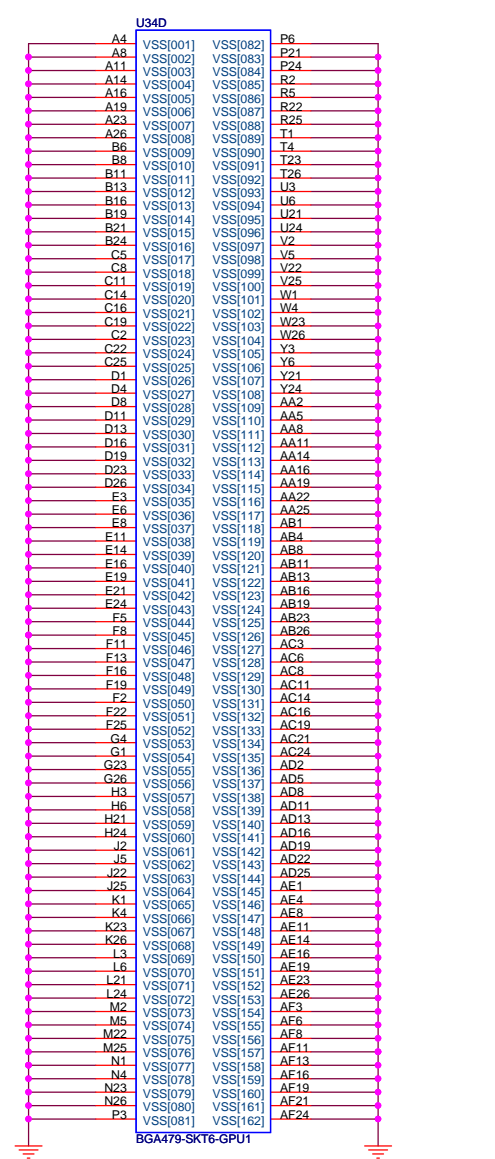 U34D
A4 VSS[001] VSS[082] P6
A8 VSS[002] VSS[083] P21
A11 VSS[003] VSS[084] P24
A14 VSS[004] VSS[085] R2
A16 VSS[005] VSS[086] R5
A19 VSS[006] VSS[087] R22
A23 VSS[007] VSS[088] R25
A26 VSS[008] VSS[089] T1
B6 VSS[009] VSS[090] T4
B8 VSS[010] VSS[091] T23
B11 VSS[011] VSS[092] T26
B13 VSS[012] VSS[093] U3
B16 VSS[013] VSS[094] U6
B19 VSS[014] VSS[095] U21
B21 VSS[015] VSS[096] U24
B24 VSS[016] VSS[097] V2
C5 VSS[017] VSS[098] V5
C8 VSS[018] VSS[099] V22
C11 VSS[019] VSS[100] V25
C14 VSS[020] VSS[101] W1
C16 VSS[021] VSS[102] W4
C19 VSS[022] VSS[103] W23
C2 VSS[023] VSS[104] W26
C22 VSS[024] VSS[105] Y3
C25 VSS[025] VSS[106] Y6
D1 VSS[026] VSS[107] Y21
D4 VSS[027] VSS[108] Y24
D8 VSS[028] VSS[109] AA2
D11 VSS[029] VSS[110] AA5
D13 VSS[030] VSS[111] AA8
D16 VSS[031] VSS[112] AA11
D19 VSS[032] VSS[113] AA14
D23 VSS[033] VSS[114] AA16
D26 VSS[034] VSS[115] AA19
E3 VSS[035] VSS[116] AA22
E6 VSS[036] VSS[117] AA25
E8 VSS[037] VSS[118] AB1
E11 VSS[038] VSS[119] AB4
E14 VSS[039] VSS[120] AB8
E16 VSS[040] VSS[121] AB11
E19 VSS[041] VSS[122] AB13
E21 VSS[042] VSS[123] AB16
E24 VSS[043] VSS[124] AB19
F5 VSS[044] VSS[125] AB23
F8 VSS[045] VSS[126] AB26
F11 VSS[046] VSS[127] AC3
F13 VSS[047] VSS[128] AC6
F16 VSS[048] VSS[129] AC8
F19 VSS[049] VSS[130] AC11
F2 VSS[050] VSS[131] AC14
F22 VSS[051] VSS[132] AC16
F25 VSS[052] VSS[133] AC19
G4 VSS[053] VSS[134] AC21
G1 VSS[054] VSS[135] AC24
G23 VSS[055] VSS[136] AD2
G26 VSS[056] VSS[137] AD5
H3 VSS[057] VSS[138] AD8
H6 VSS[058] VSS[139] AD11
H21 VSS[059] VSS[140] AD13
H24 VSS[060] VSS[141] AD16
J2 VSS[061] VSS[142] AD19
J5 VSS[062] VSS[143] AD22
J22 VSS[063] VSS[144] AD25
J25 VSS[064] VSS[145] AE1
K1 VSS[065] VSS[146] AE4
K4 VSS[066] VSS[147] AE8
K23 VSS[067] VSS[148] AE11
K26 VSS[068] VSS[149] AE14
L3 VSS[069] VSS[150] AE16
L6 VSS[070] VSS[151] AE19
L21 VSS[071] VSS[152] AE23
L24 VSS[072] VSS[153] AE26
M2 VSS[073] VSS[154] AF3
M5 VSS[074] VSS[155] AF6
M22 VSS[075] VSS[156] AF8
M25 VSS[076] VSS[157] AF11
N1 VSS[077] VSS[158] AF13
N4 VSS[078] VSS[159] AF16
N23 VSS[079] VSS[160] AF19
N26 VSS[080] VSS[161] AF21
P3 VSS[081] VSS[162] AF24
BGA479-SKT6-GPU1